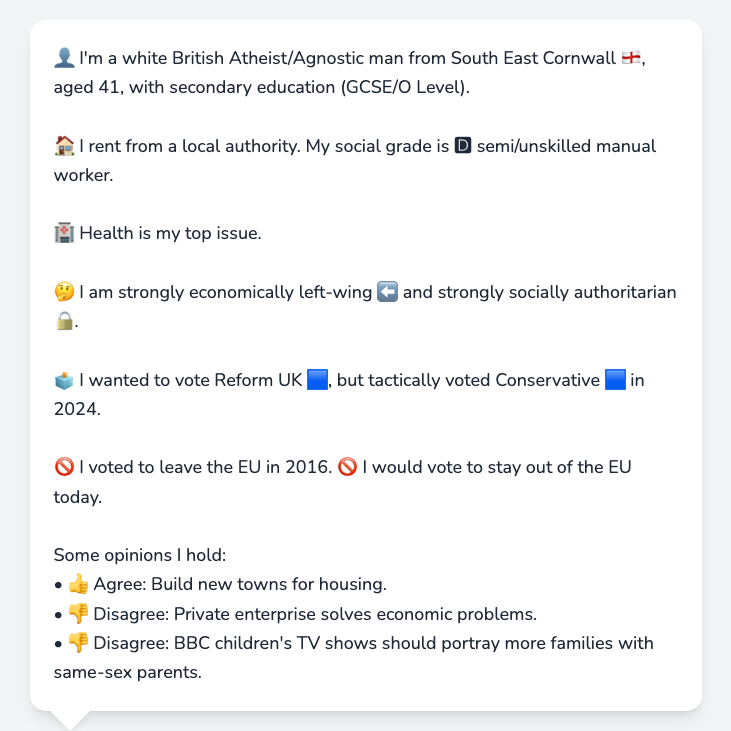 👤 I'm a white British Atheist/Agnostic man from South East Cornwall 🏴󠁧󠁢󠁥󠁮󠁧󠁿,
aged 41, with secondary education (GCSE/O Level).
🏠 I rent from a local authority. My social grade is D semi/unskilled manual
worker.
🏥 Health is my top issue.
🤔 I am strongly economically left-wing ⬅️ and strongly socially authoritarian
🔒.
🗳️ I wanted to vote Reform UK 🟦, but tactically voted Conservative 🟦 in
2024.
🚫 I voted to leave the EU in 2016. 🚫 I would vote to stay out of the EU
today.
Some opinions I hold:
• 👍 Agree: Build new towns for housing.
• 👎 Disagree: Private enterprise solves economic problems.
• 👎 Disagree: BBC children's TV shows should portray more families with
same-sex parents.